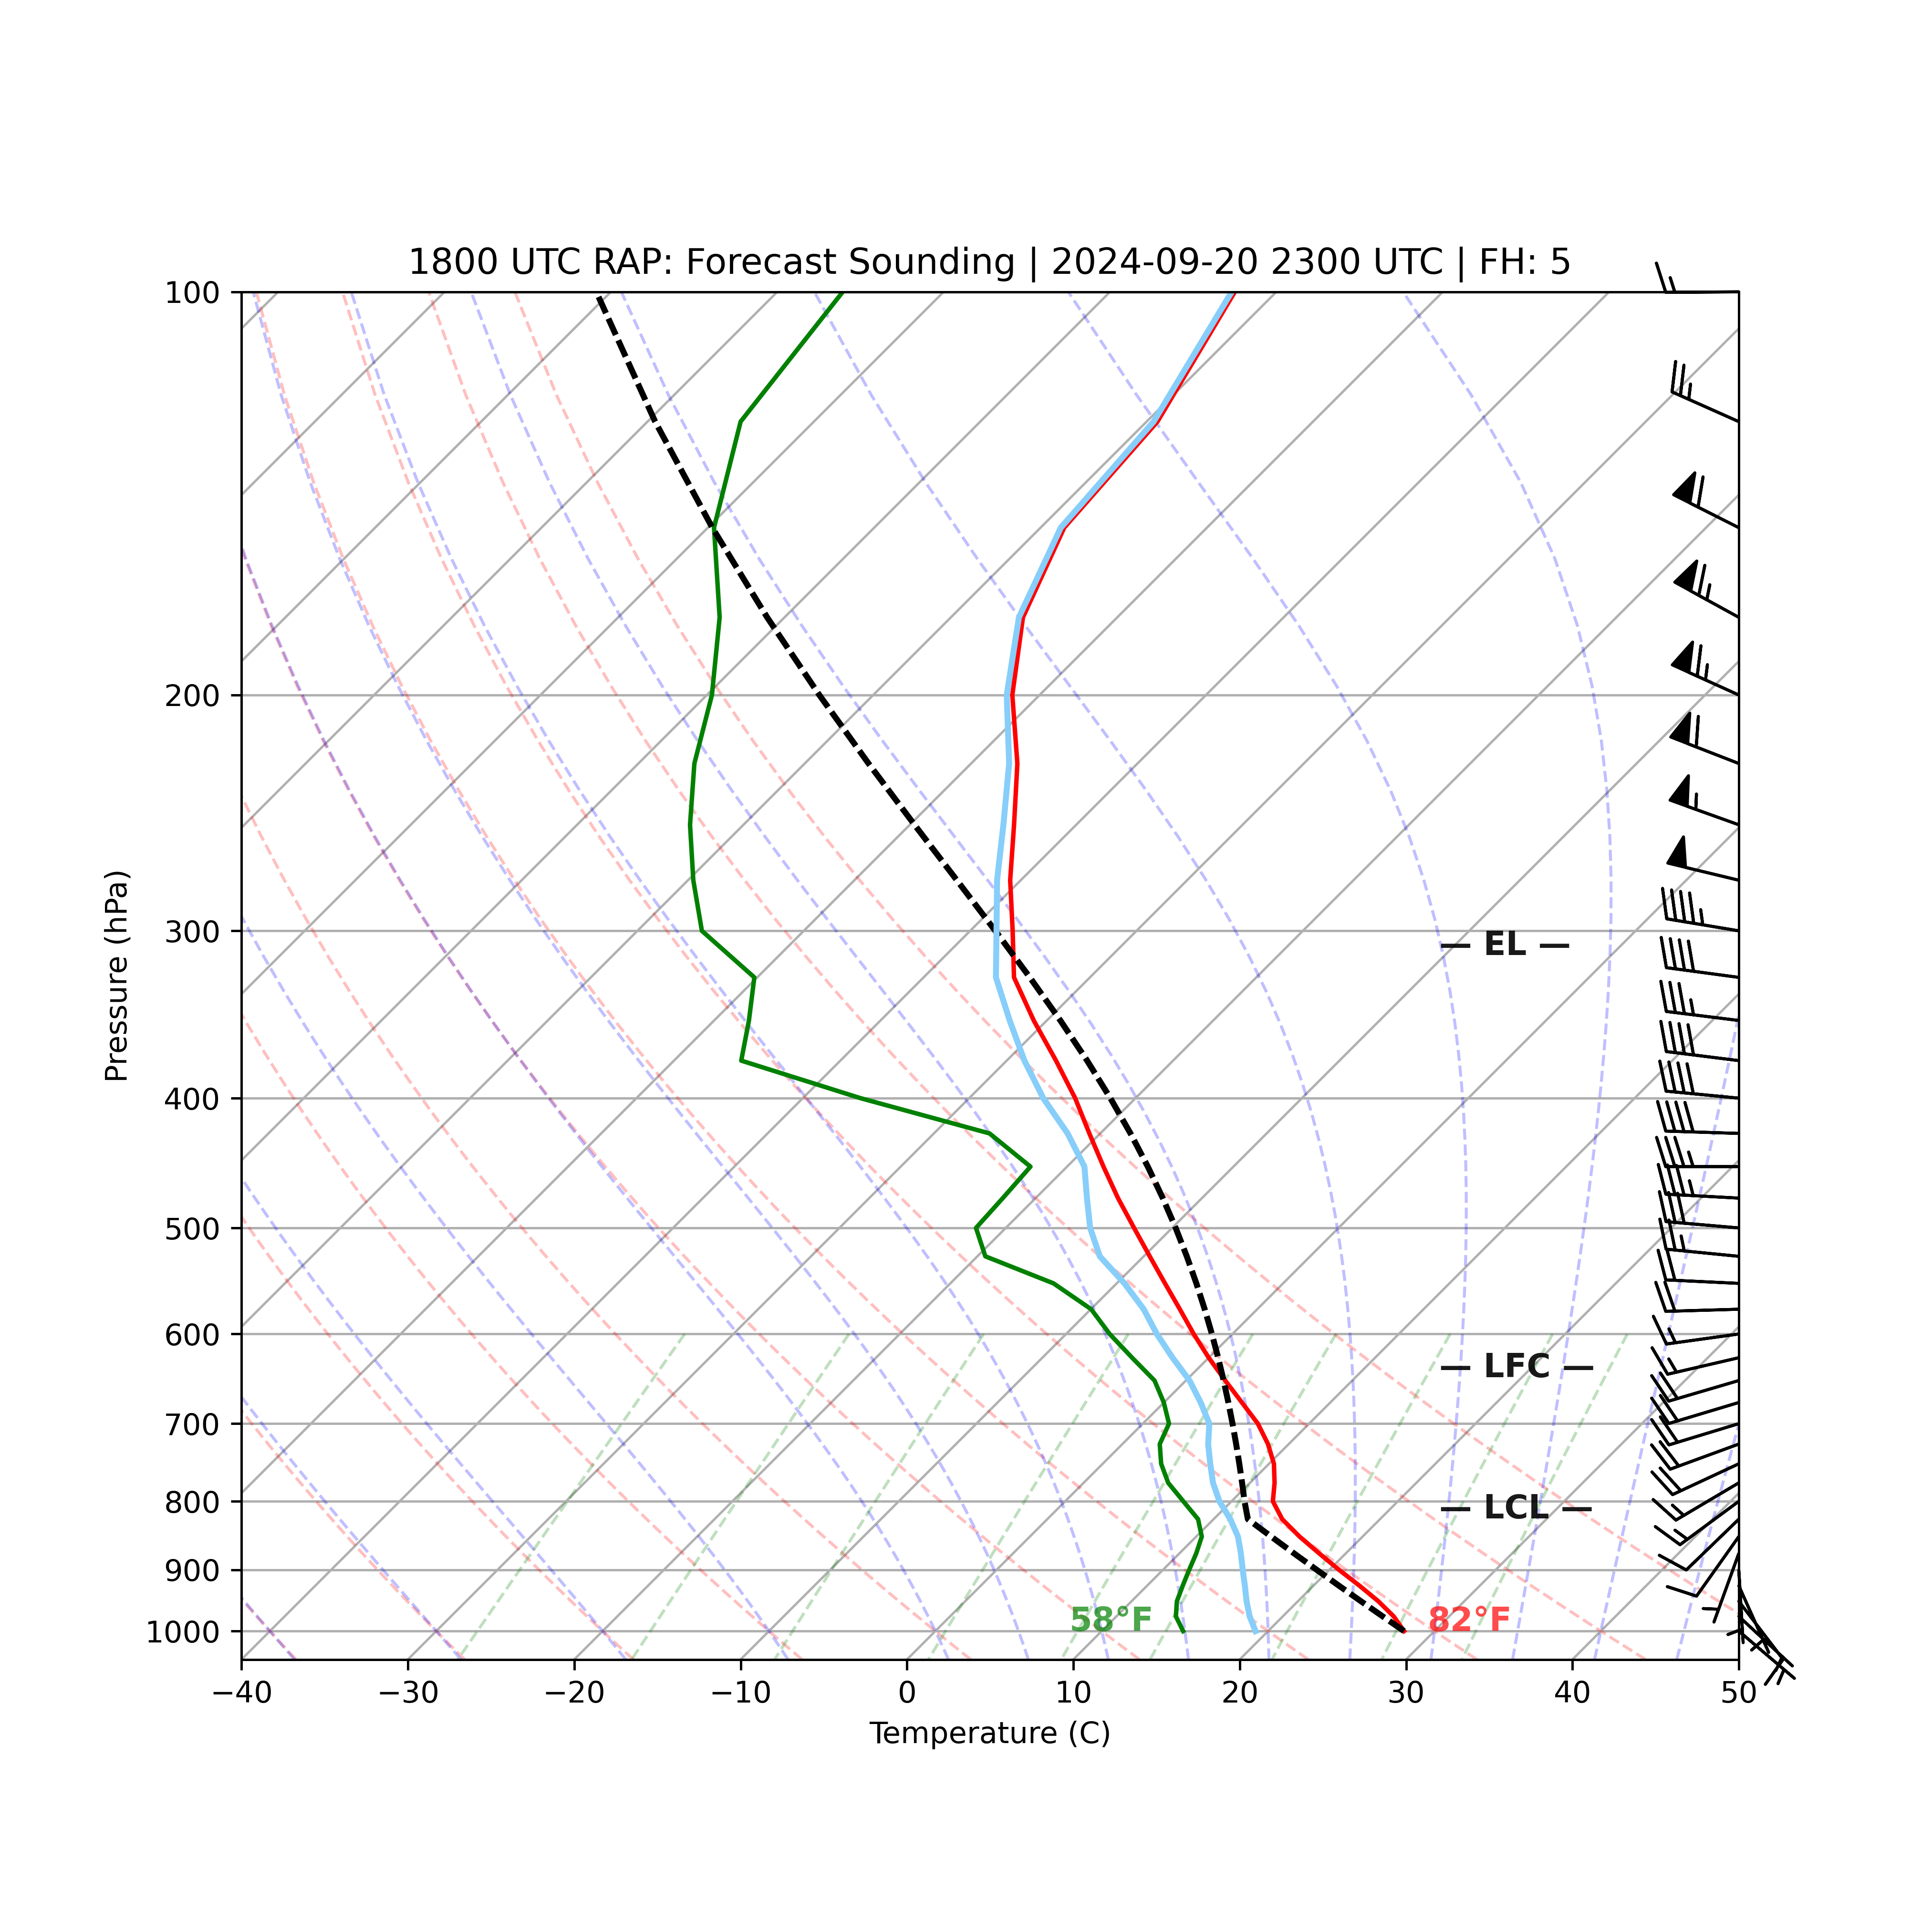 1800 UTC RAP: Forecast Sounding | 2024-09-20 2300 UTC | FH: 5
100
200
300
— EL —
400
500
600
— LFC —
700
800
— LCL —
900
58°F 82°F
1000
−40 −30 −20 −10 0 10 20 30 40 50
Temperature (C)
Pressure (hPa)